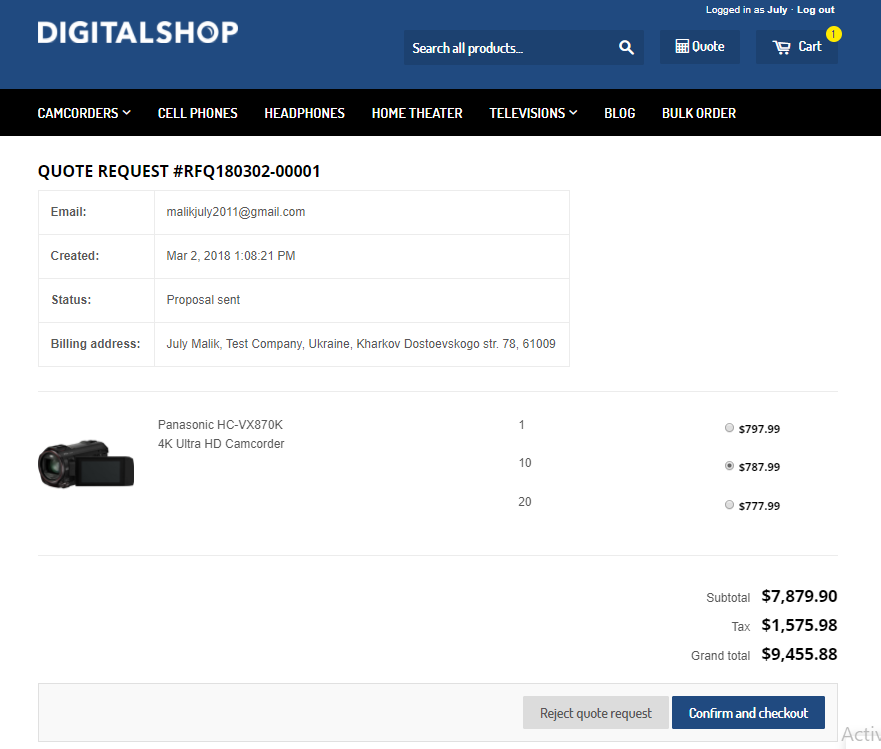 Logged in as July · Log out
DIGITALSHOP
Search all products...
Quote
Cart
1
CAMCORDERS
CELL PHONES
HEADPHONES
HOME THEATER
TELEVISIONS
BLOG
BULK ORDER
QUOTE REQUEST #RFQ180302-00001
Email: malikjuly2011@gmail.com
Created: Mar 2, 2018 1:08:21 PM
Status: Proposal sent
Billing address: July Malik, Test Company, Ukraine, Kharkov Dostoevskogo str. 78, 61009
Panasonic HC-VX870K 1 $797.99
4K Ultra HD Camcorder
10 $787.99
20 $777.99
Subtotal $7,879.90
Tax $1,575.98
Grand total $9,455.88
Reject quote request
Confirm and checkout